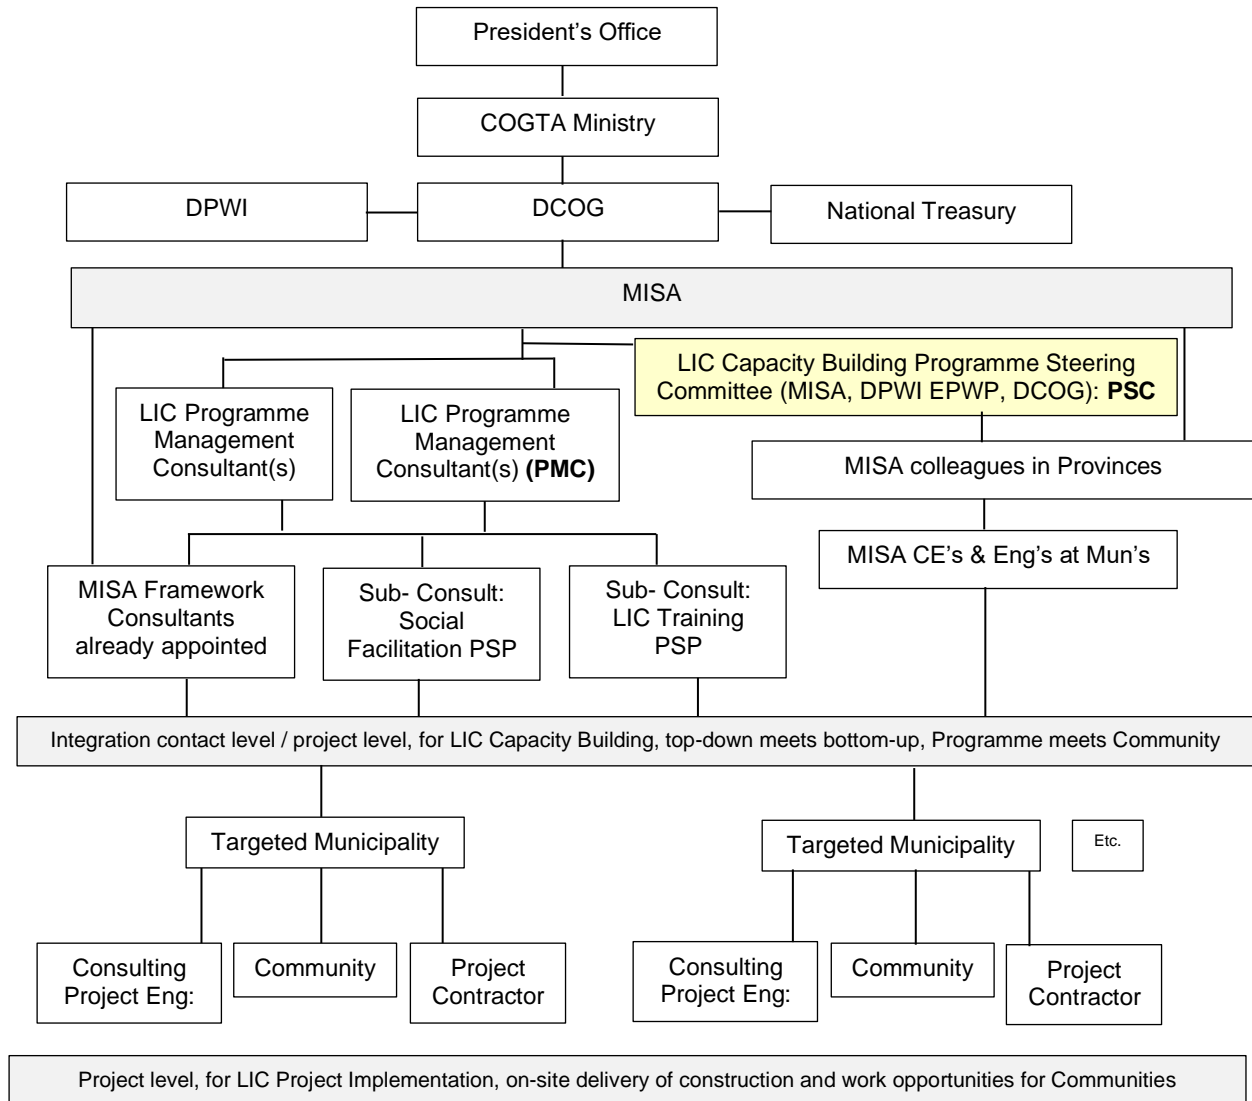 President’s Office
COGTA Ministry
DPWI
DCOG
National Treasury
MISA
LIC Capacity Building Programme Steering
Committee (MISA, DPWI EPWP, DCOG): PSC
LIC Programme
Management
Consultant(s)
LIC Programme
Management
Consultant(s) (PMC)
MISA colleagues in Provinces
MISA CE’s & Eng’s at Mun’s
MISA Framework
Consultants
already appointed
Sub- Consult:
Social
Facilitation PSP
Sub- Consult:
LIC Training
PSP
Integration contact level / project level, for LIC Capacity Building, top-down meets bottom-up, Programme meets Community
Targeted Municipality
Targeted Municipality
Etc.
Consulting
Project Eng:
Community
Project
Contractor
Consulting
Project Eng:
Community
Project
Contractor
Project level, for LIC Project Implementation, on-site delivery of construction and work opportunities for Communities